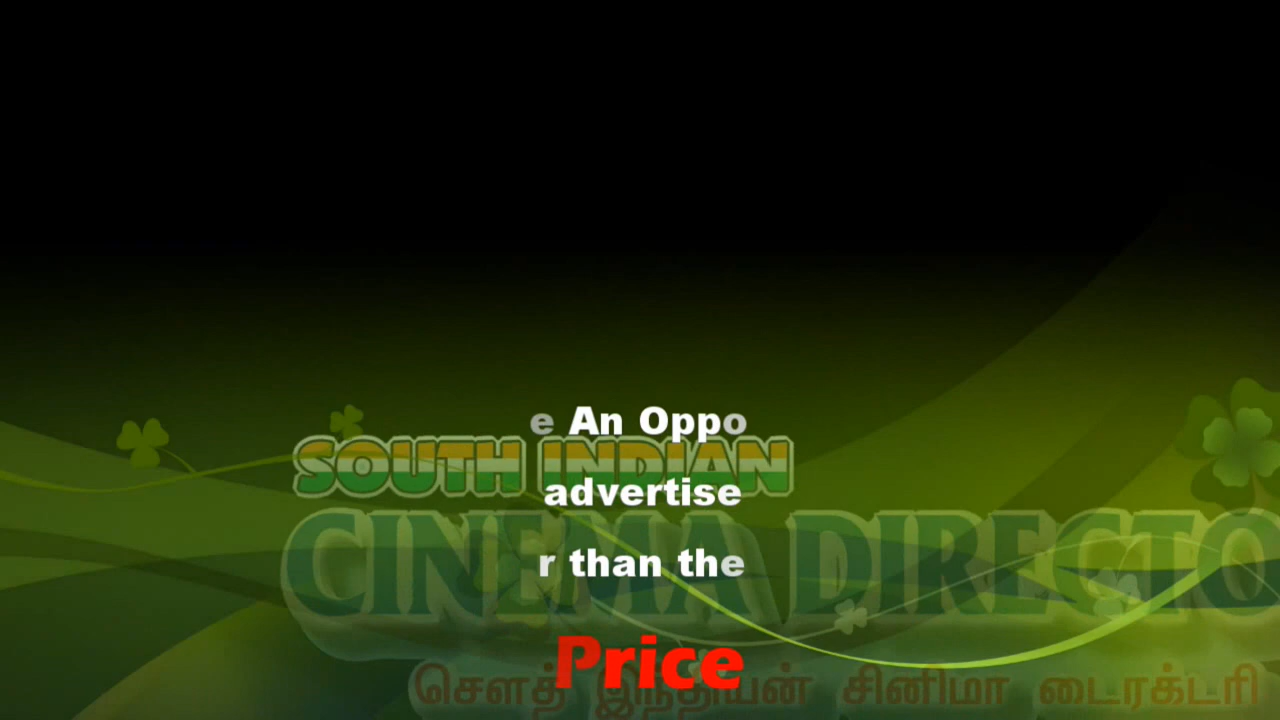 e An Oppo
SOUTH INDIAN
advertise
CINEMA DIRECTO
r than the
Price
சௌத் இந்தியன் சினிமா டைரக்டரி